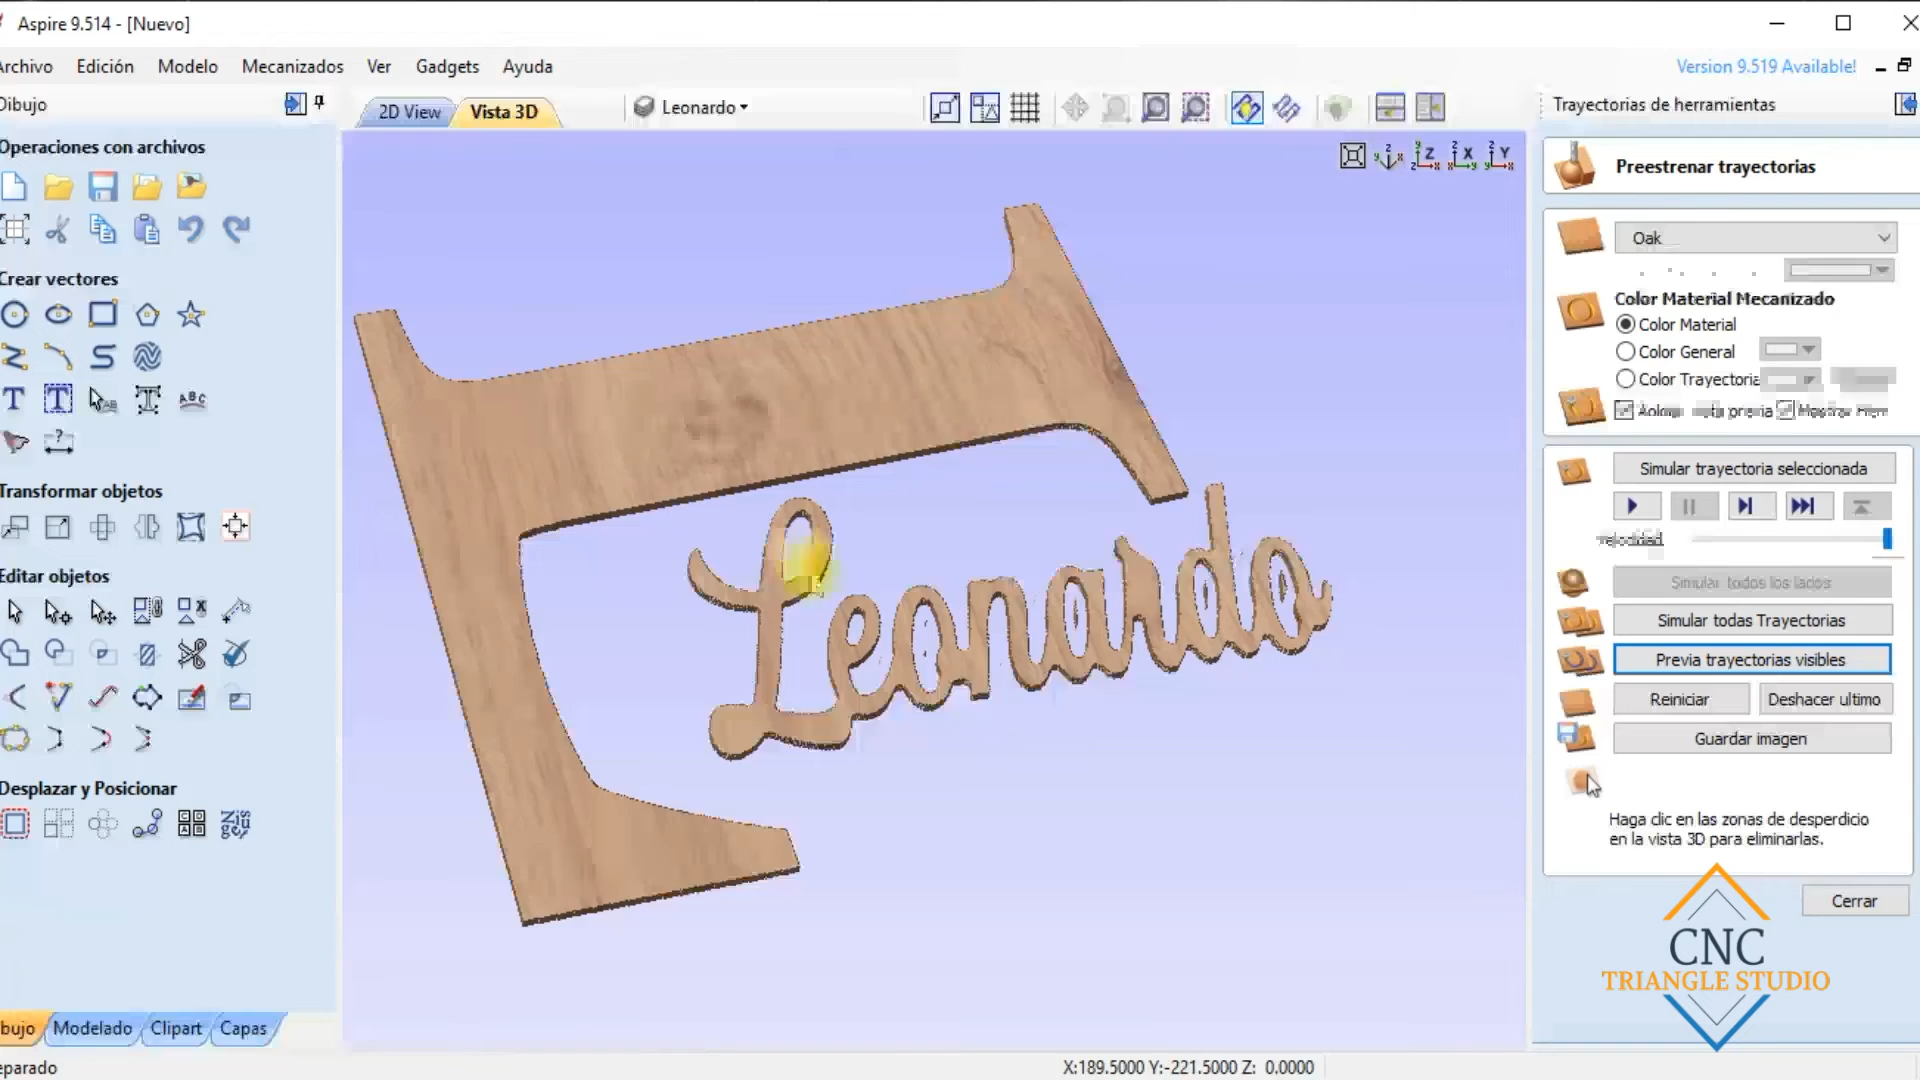 Aspire 9.514 - [Nuevo]
Archivo Edición Modelo Mecanizados Ver Gadgets Ayuda
Version 9.519 Available!
Dibujo
2D View
Vista 3D
Leonardo
Trayectorias de herramientas
Operaciones con archivos
Crear vectores
Transformar objetos
Editar objetos
Desplazar y Posicionar
Leonardo
Preestrenar trayectorias
Oak
Color Material Mecanizado
Color Material
Color General
Color Trayectoria
Simular trayectoria seleccionada
Velocidad
Simular todos los lados
Simular todas Trayectorias
Previa trayectorias visibles
Reiniciar
Deshacer ultimo
Guardar imagen
Haga clic en las zonas de desperdicio
en la vista 3D para eliminarlas.
Cerrar
CNC
TRIANGLE STUDIO
bujo Modelado Clipart Capas
eparado
X:189.5000 Y:-221.5000 Z: 0.0000